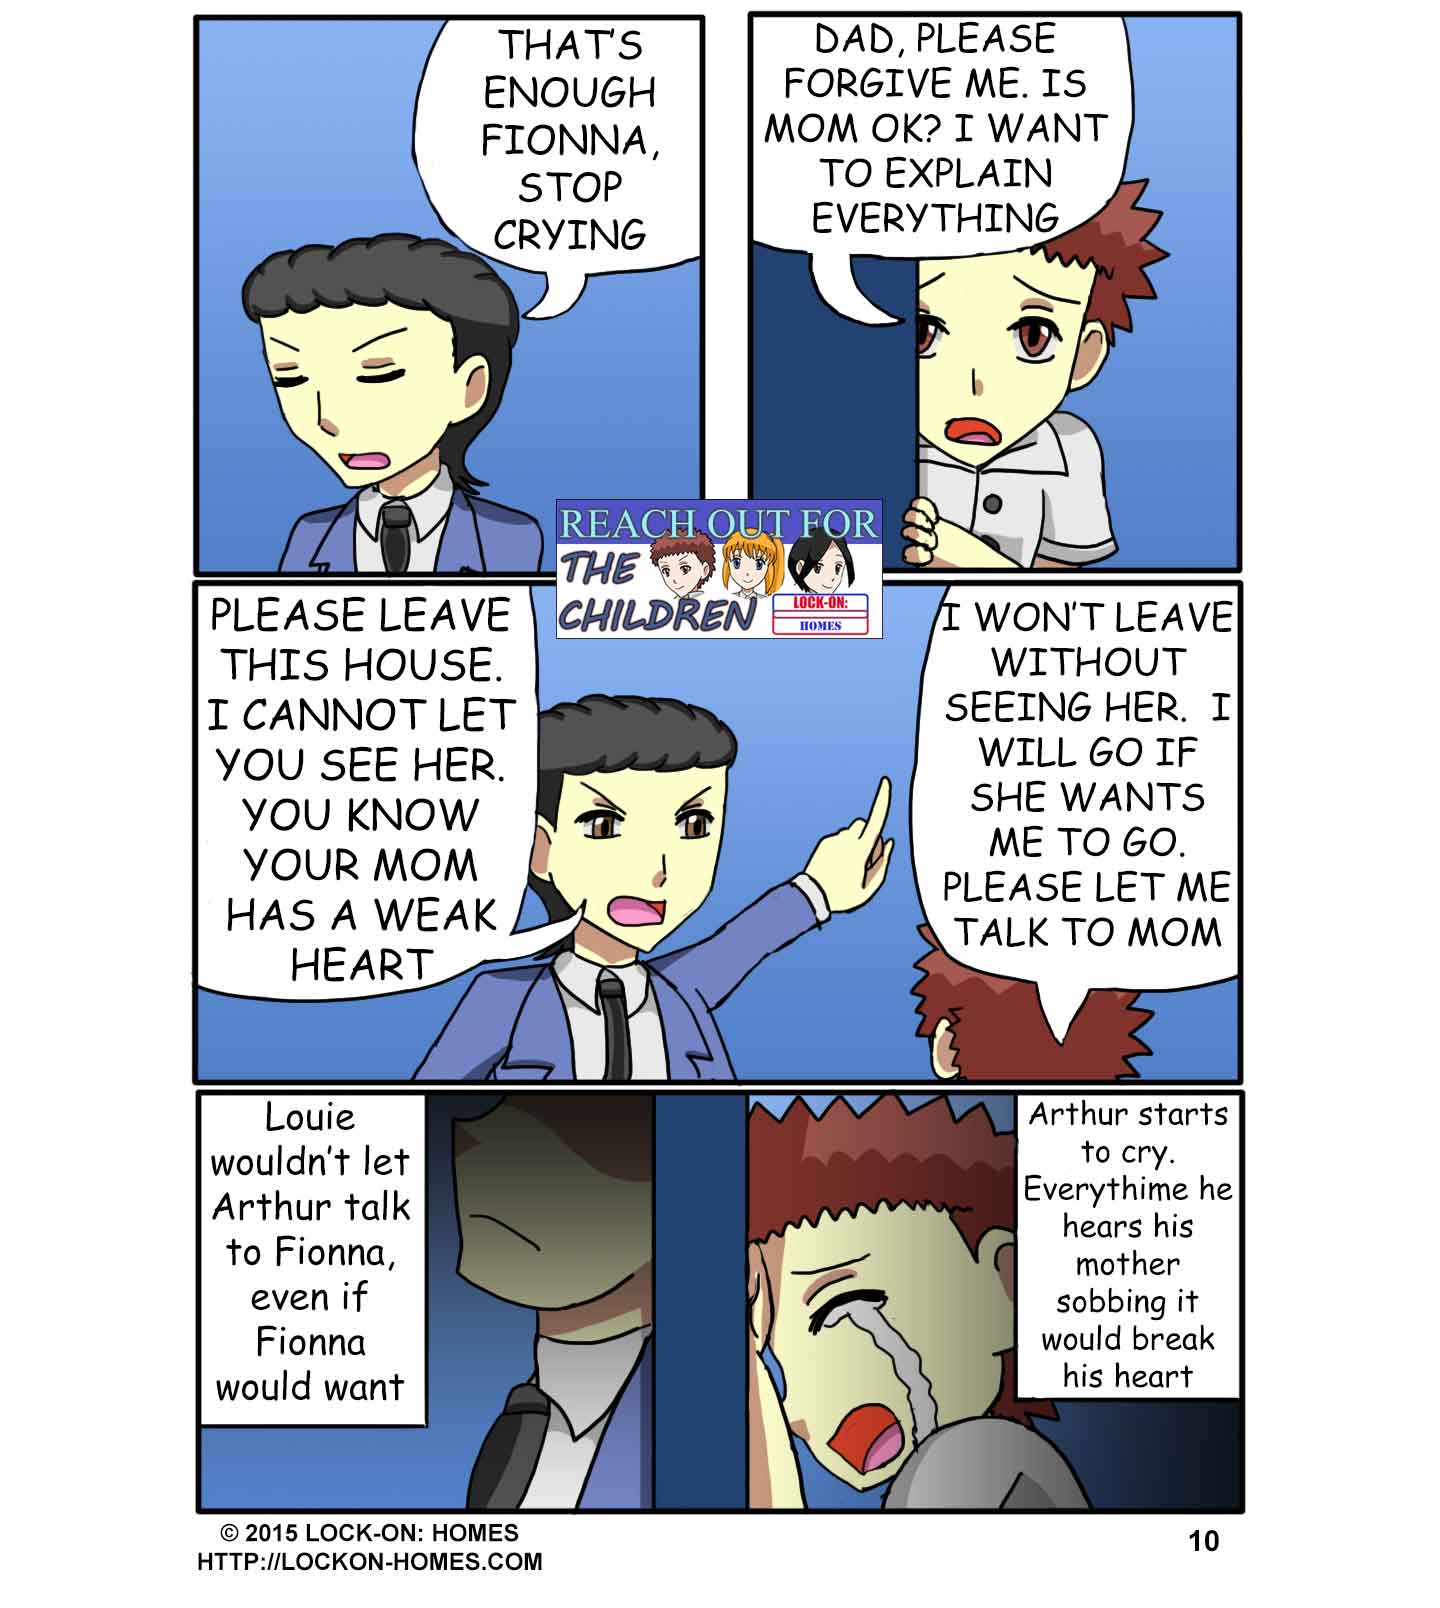 THAT'S
ENOUGH
FIONNA,
STOP
CRYING
DAD, PLEASE
FORGIVE ME. IS
MOM OK? I WANT
TO EXPLAIN
EVERYTHING
REACH OUT FOR
THE
CHILDREN
LOCK-ON:
HOMES
PLEASE LEAVE
THIS HOUSE.
I CANNOT LET
YOU SEE HER.
YOU KNOW
YOUR MOM
HAS A WEAK
HEART
I WON'T LEAVE
WITHOUT
SEEING HER. I
WILL GO IF
SHE WANTS
ME TO GO.
PLEASE LET ME
TALK TO MOM
Louie
wouldn't let
Arthur talk
to Fionna,
even if
Fionna
would want
Arthur starts
to cry.
Everythime he
hears his
mother
sobbing it
would break
his heart
© 2015 LOCK-ON: HOMES
HTTP://LOCKON-HOMES.COM
10